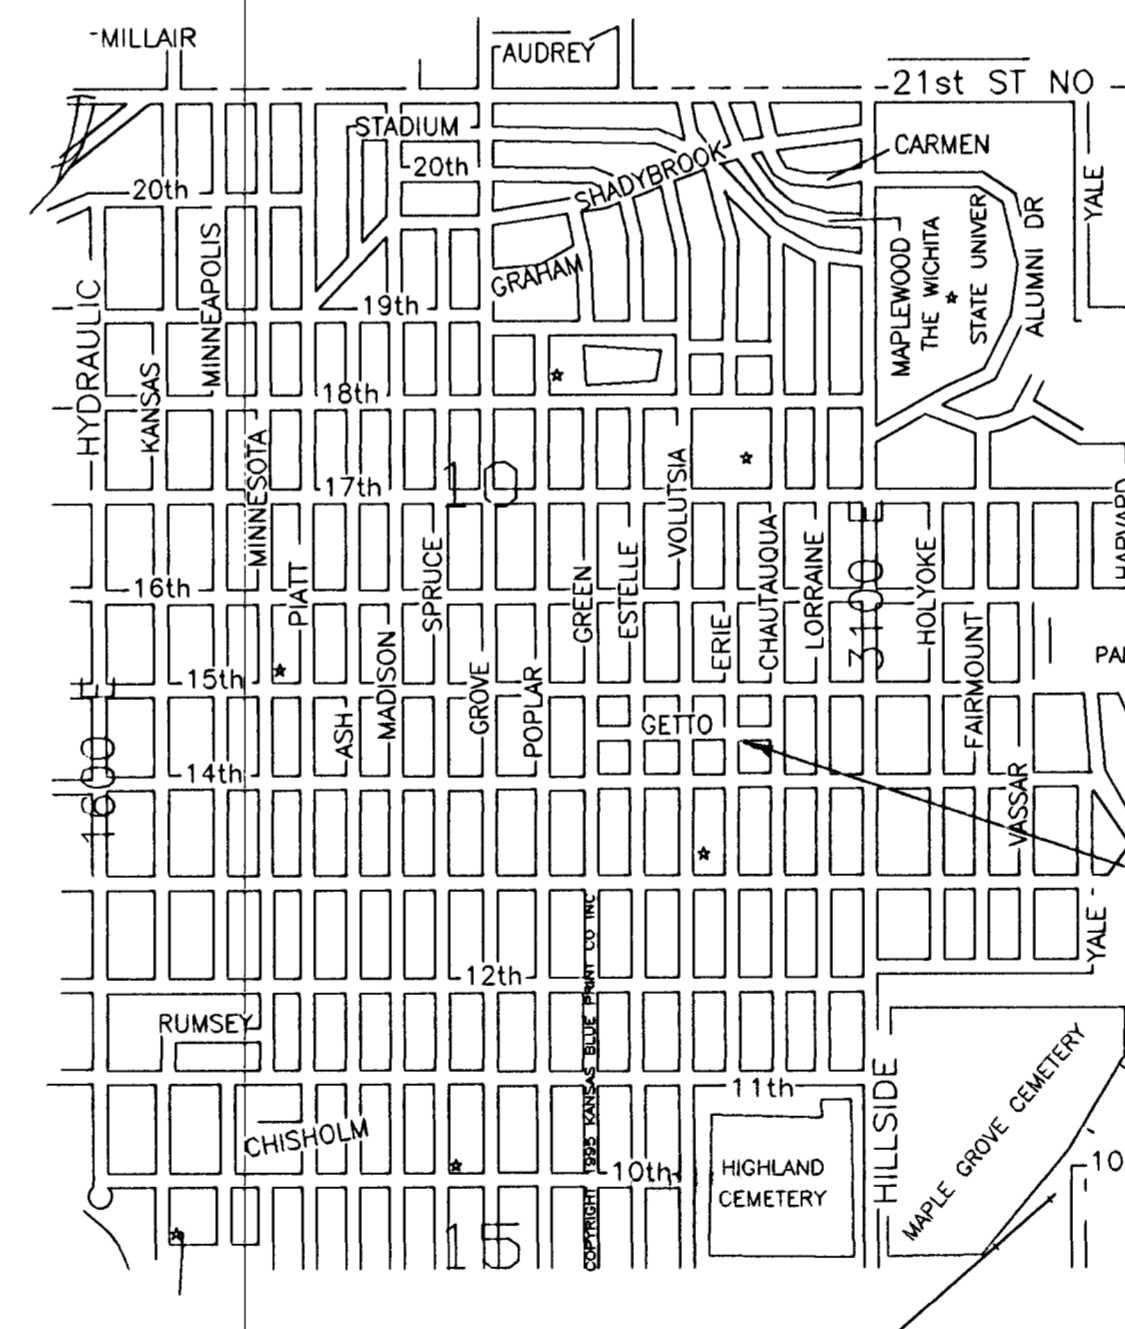 MILLAIR
AUDREY
21st ST NO
STADIUM
CARMEN
20th
20th
SHADYBROOK
YALE
MINNEAPOLIS
GRAHAM
MAPLEWOOD
THE WICHITA
STATE UNIVER
ALUMNI DR
HYDRAULIC
19th
KANSAS
18th
MINNESOTA
17th
10
VOLUTSIA
HARVARD
16th
PIATT
SPRUCE
GREEN
ESTELLE
CHAUTAUQUA
LORRAINE
3100 E
HOLYOKE
ERIE
FAIRMOUNT
PAR
15th
MADISON
GROVE
POPLAR
ASH
GETTO
1600 E
14th
VASSAR
YALE
12th
RUMSEY
COPYRIGHT 1995 KANSAS BLUE PRINT CO INC
11th
HILLSIDE
MAPLE GROVE CEMETERY
CHISHOLM
10th
HIGHLAND
CEMETERY
10
15